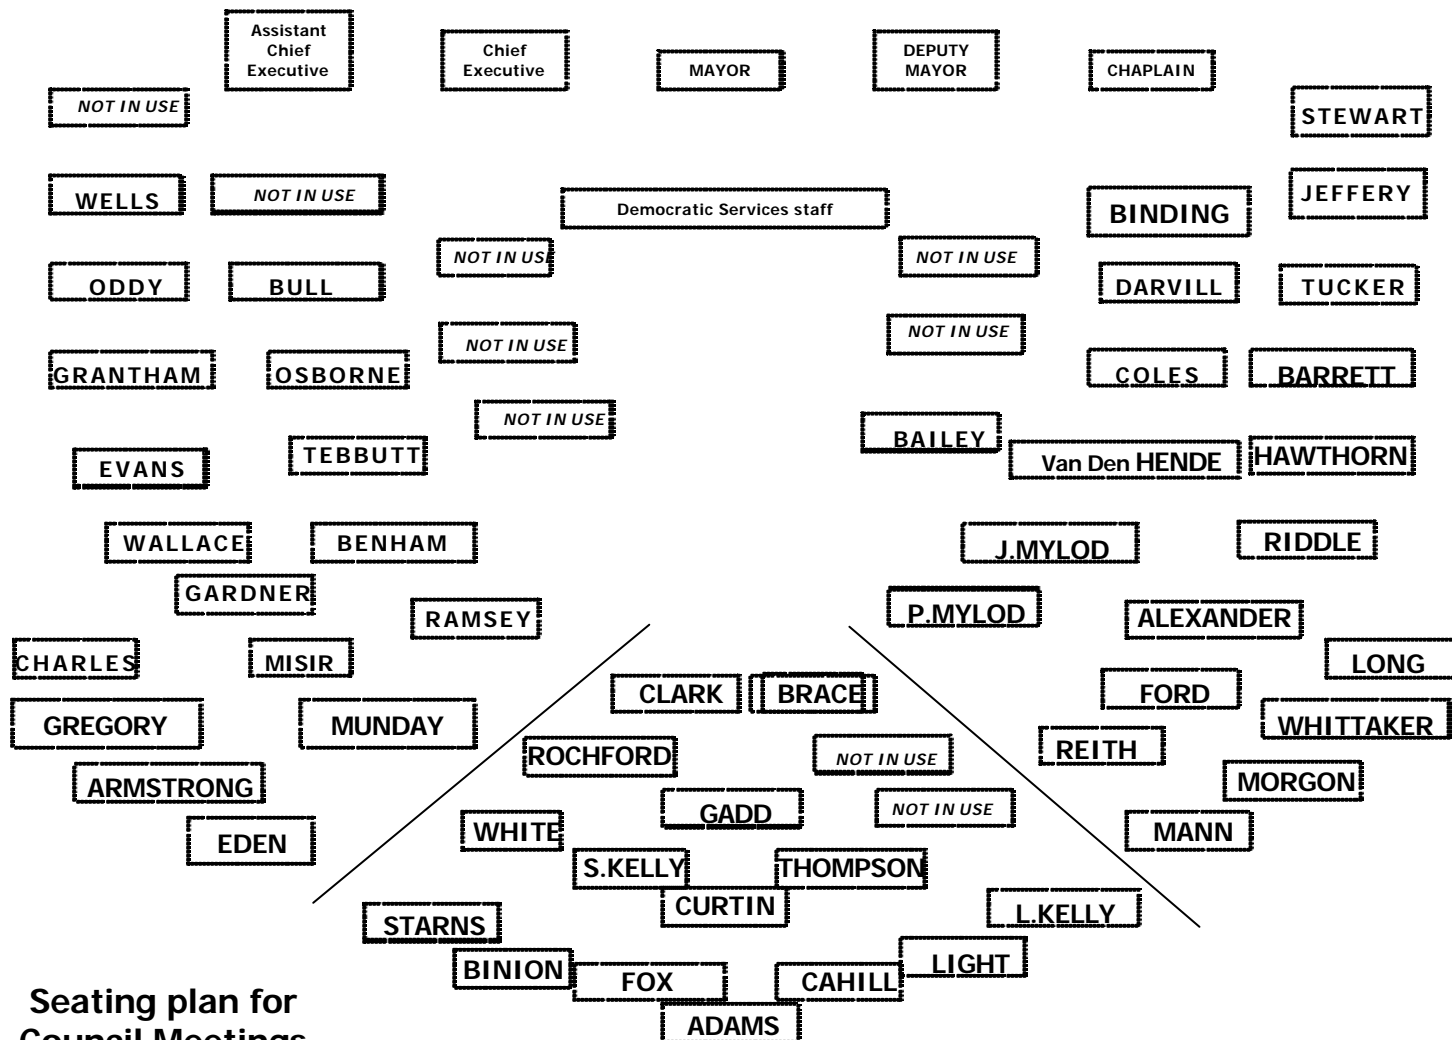 Assistant
Chief
Executive
Chief
Executive
MAYOR
DEPUTY
MAYOR
CHAPLAIN
NOT IN USE
STEWART
WELLS
NOT IN USE
Democratic Services staff
BINDING
JEFFERY
NOT IN USE
NOT IN USE
ODDY
BULL
DARVILL
TUCKER
NOT IN USE
NOT IN USE
GRANTHAM
OSBORNE
COLES
BARRETT
NOT IN USE
BAILEY
EVANS
TEBBUTT
Van Den HENDE
HAWTHORN
WALLACE
BENHAM
J.MYLOD
RIDDLE
GARDNER
RAMSEY
P.MYLOD
ALEXANDER
CHARLES
MISIR
LONG
CLARK
BRACE
FORD
GREGORY
MUNDAY
WHITTAKER
ROCHFORD
NOT IN USE
REITH
ARMSTRONG
MORGON
GADD
NOT IN USE
EDEN
WHITE
MANN
S.KELLY
THOMPSON
CURTIN
L.KELLY
STARNS
BINION
LIGHT
FOX
CAHILL
ADAMS
Seating plan for
Council Meetings